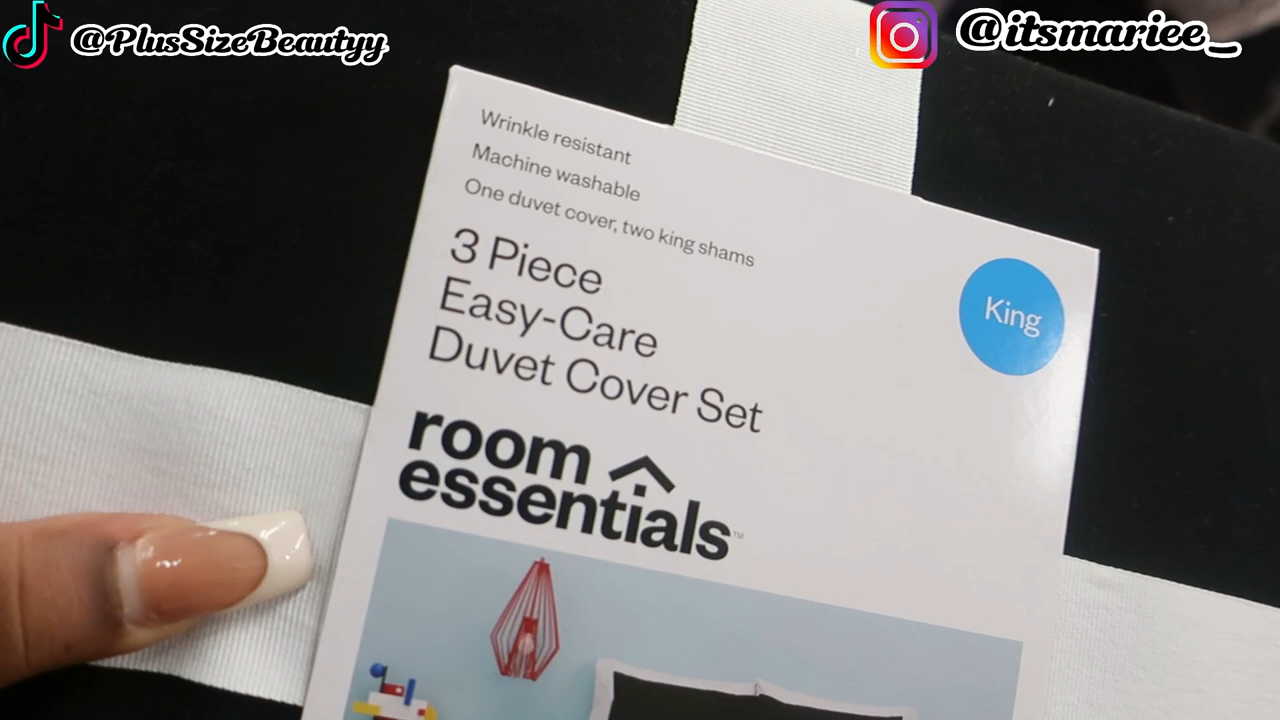 @PlusSizeBeautyy
@itsmariee_
Wrinkle resistant
Machine washable
One duvet cover, two king shams
3 Piece
Easy-Care
Duvet Cover Set
King
room
essentials™